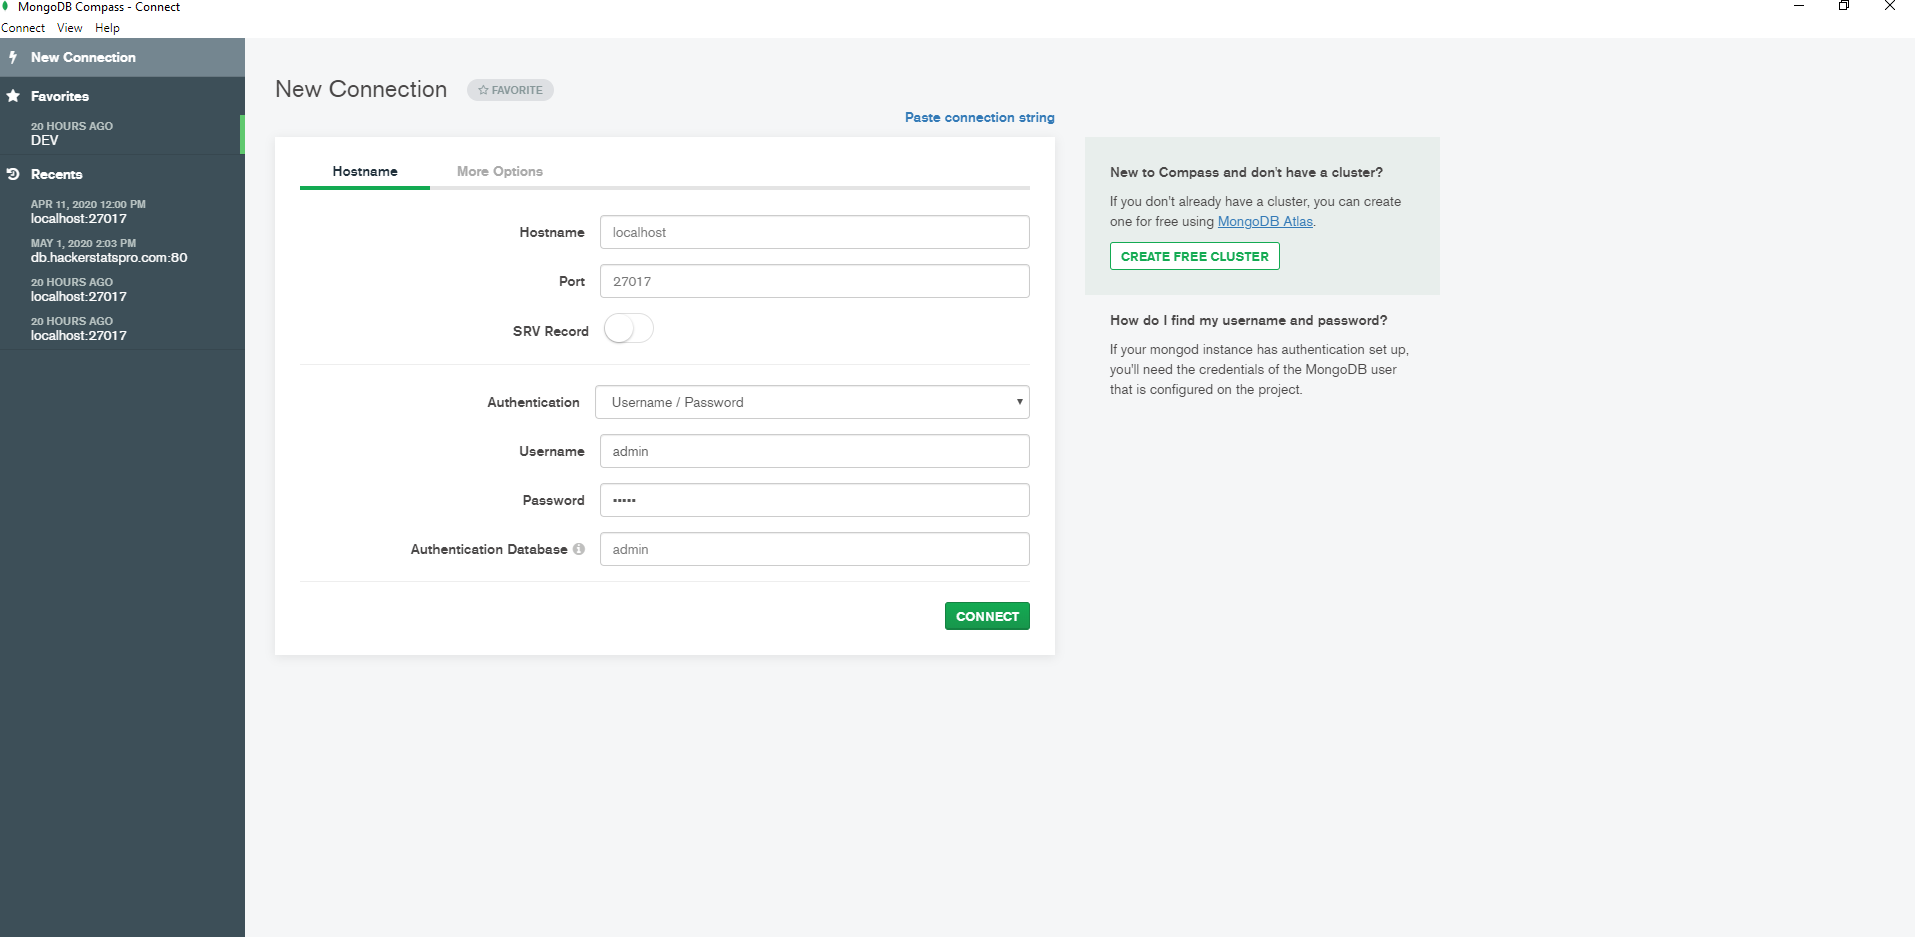 MongoDB Compass - Connect
Connect View Help
New Connection
Favorites
20 HOURS AGO
DEV
Recents
APR 11, 2020 12:00 PM
localhost:27017
MAY 1, 2020 2:03 PM
db.hackerstatspro.com:80
20 HOURS AGO
localhost:27017
20 HOURS AGO
localhost:27017
New Connection
FAVORITE
Paste connection string
Hostname More Options
Hostname localhost
Port 27017
SRV Record
Authentication Username / Password
Username admin
Password •••••
Authentication Database admin
CONNECT
New to Compass and don't have a cluster?
If you don't already have a cluster, you can create
one for free using MongoDB Atlas.
CREATE FREE CLUSTER
How do I find my username and password?
If your mongod instance has authentication set up,
you'll need the credentials of the MongoDB user
that is configured on the project.